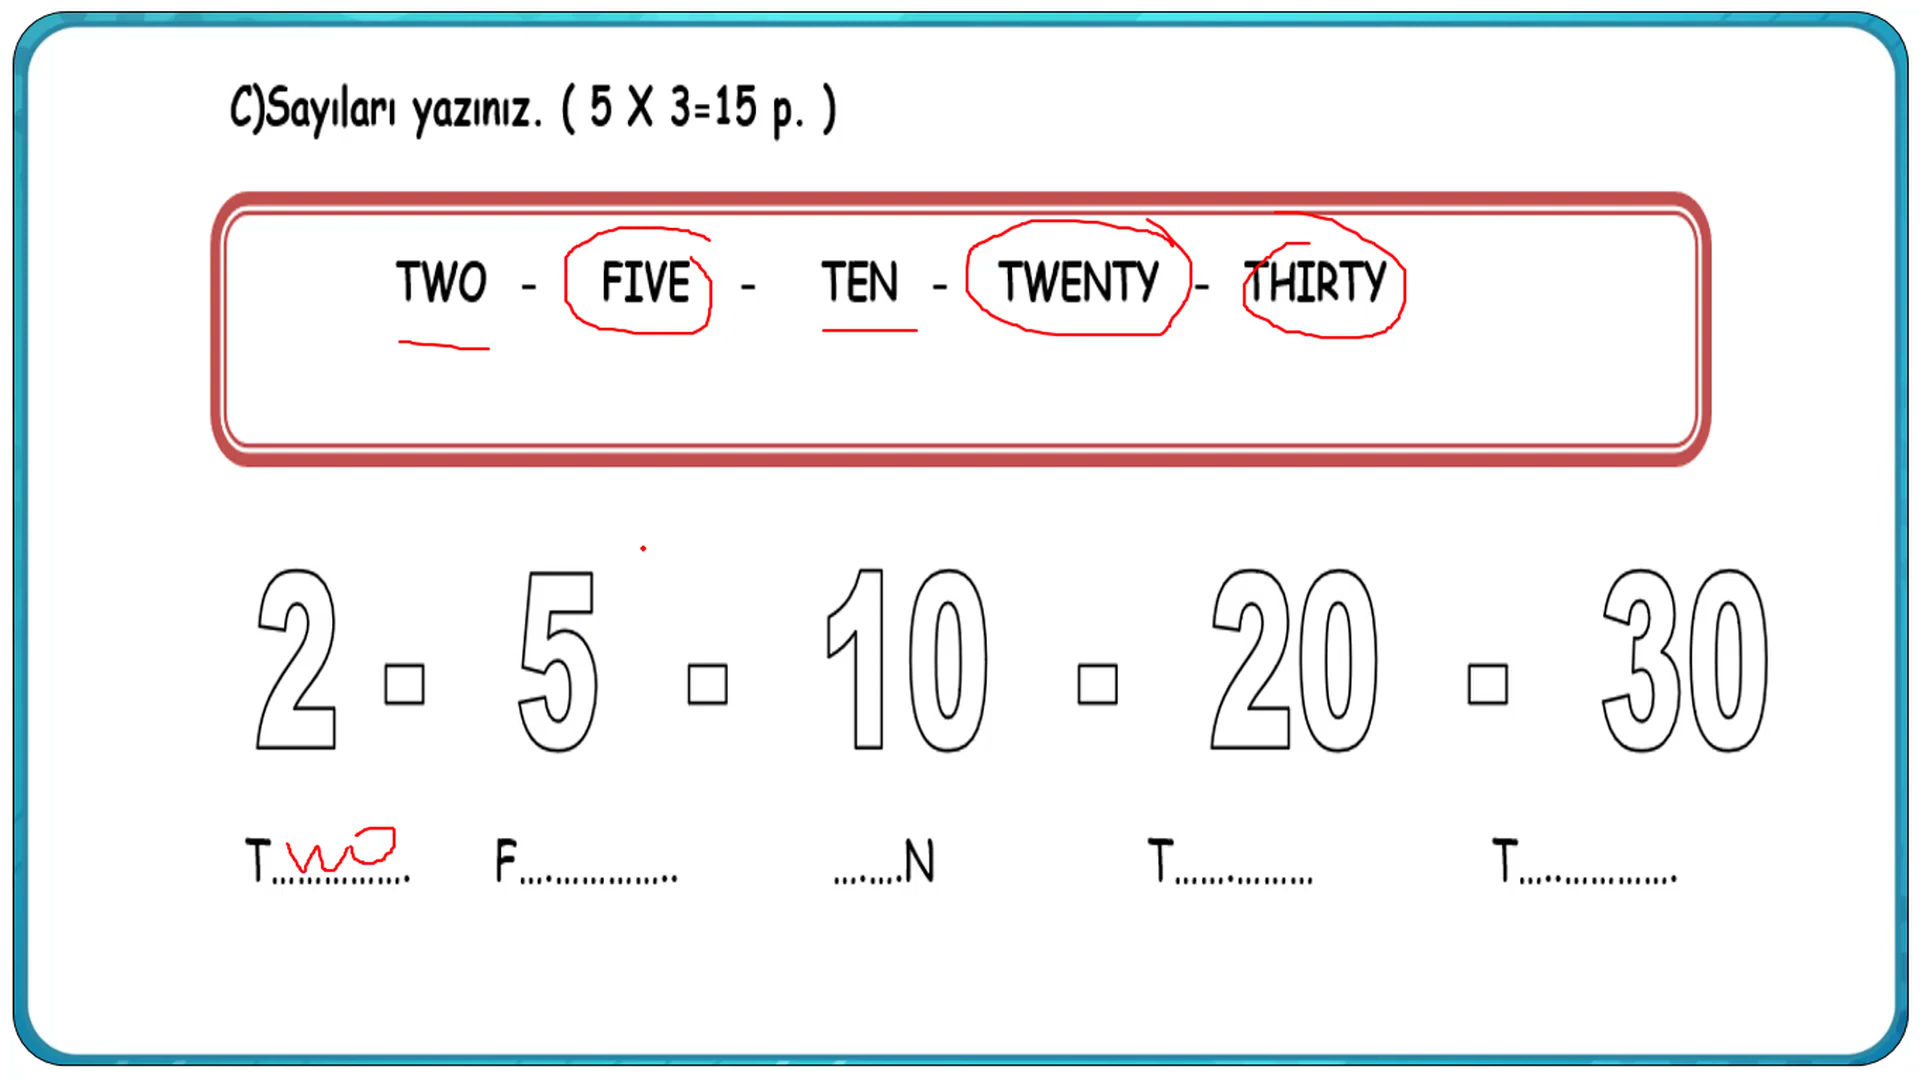 C)Sayıları yazınız. ( 5 X 3=15 p. )
TWO - FIVE - TEN - TWENTY - THIRTY
2 - 5 - 10 - 20 - 30
Two............... F................ .......N T............... T................